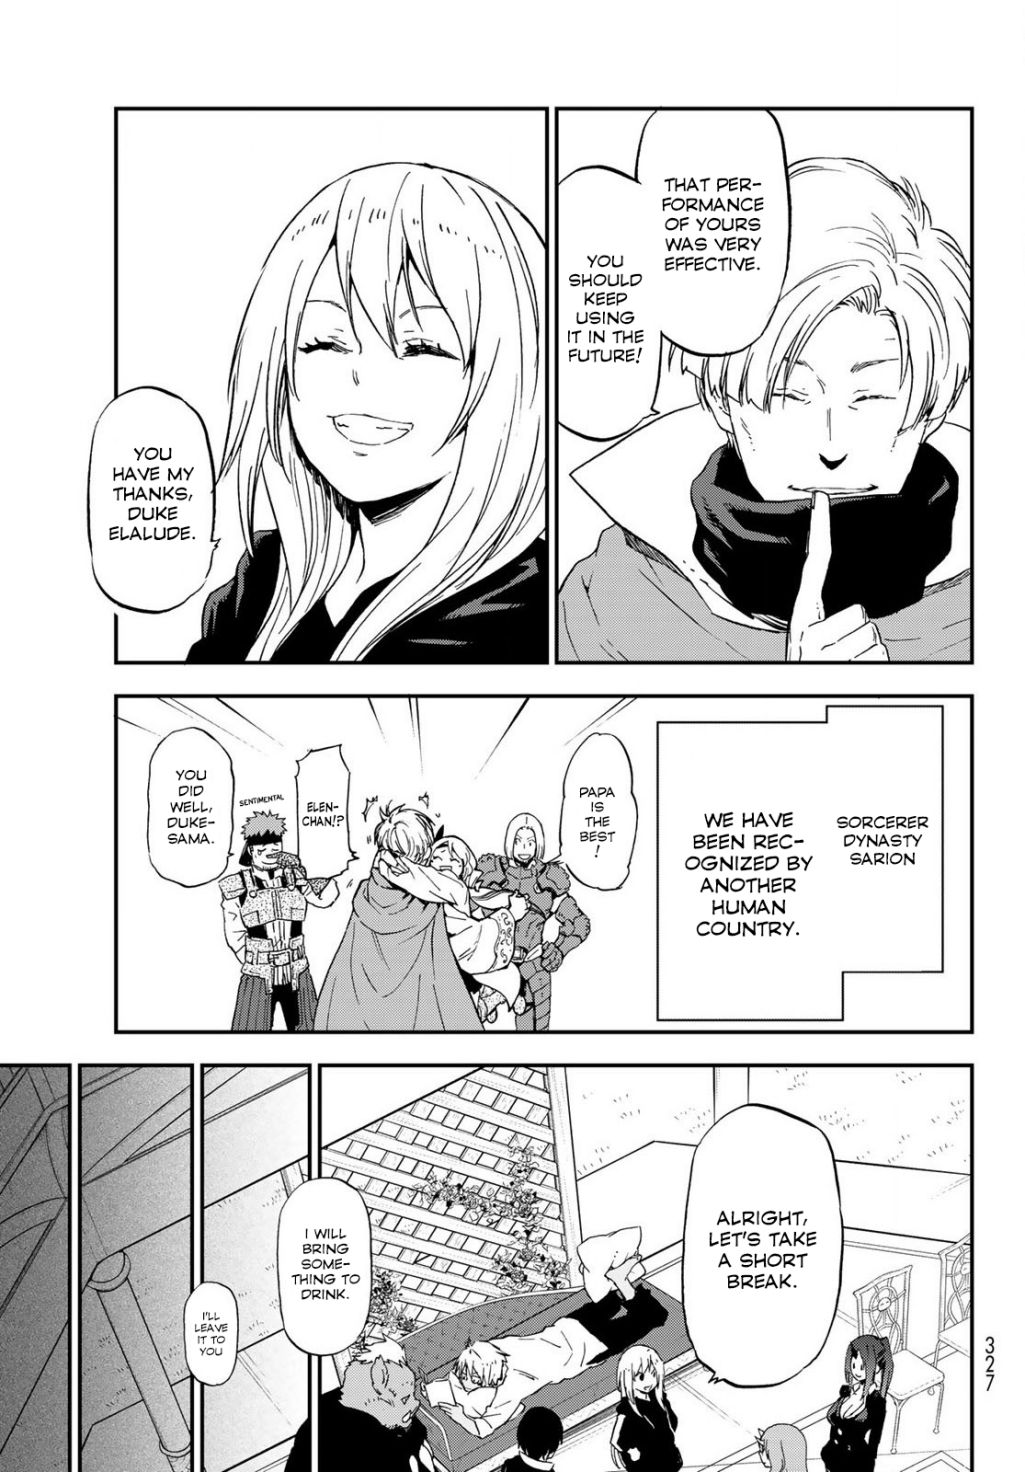 THAT PER-
FORMANCE
OF YOURS
WAS VERY
EFFECTIVE.
YOU
SHOULD
KEEP
USING
IT IN THE
FUTURE!
YOU
HAVE MY
THANKS,
DUKE
ELALUDE.
SORCERER
DYNASTY
SARION
WE HAVE
BEEN REC-
OGNIZED BY
ANOTHER
HUMAN
COUNTRY.
PAPA IS
THE
BEST
!
ELEN-
CHAN!?
SENTIMENTAL
YOU
DID
WELL,
DUKE-
SAMA.
ALRIGHT,
LET'S TAKE
A SHORT
BREAK.
I WILL
BRING
SOME-
THING TO
DRINK.
I'LL
LEAVE
IT TO
YOU
327